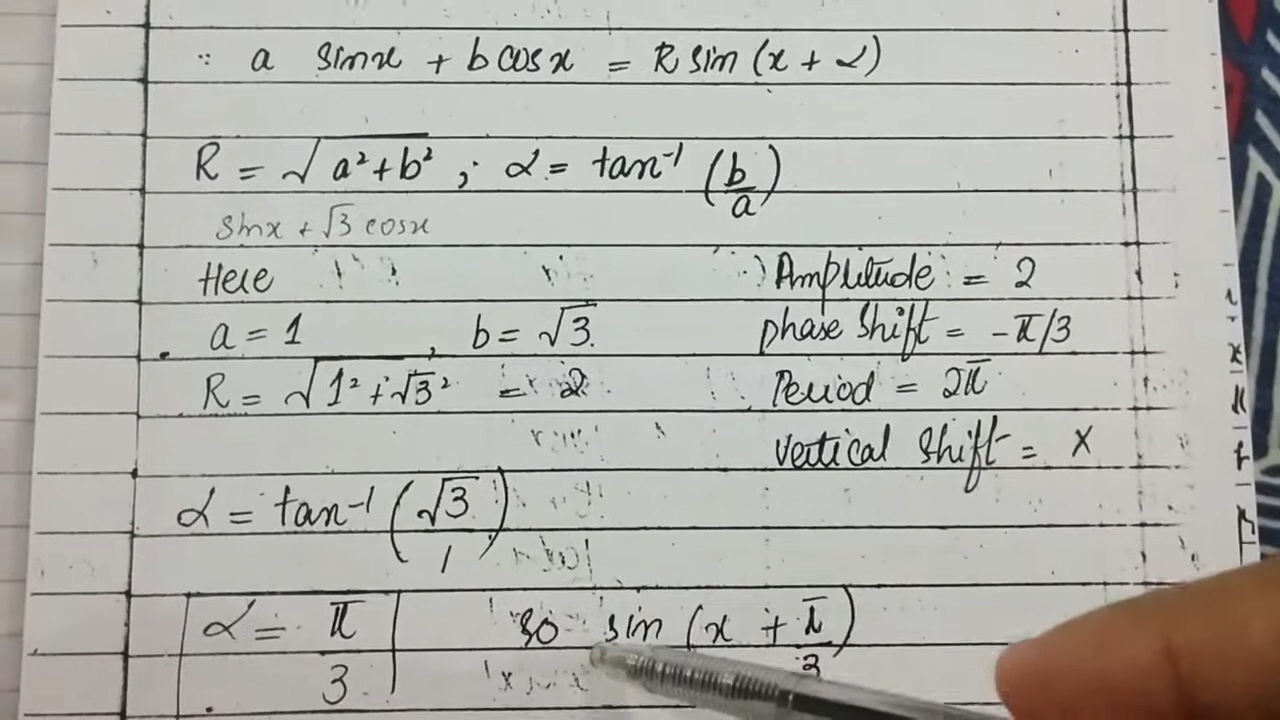 ∵ a sinx + b cosx = R sin (x + α)
R = √a²+b² ; α = tan⁻¹ (b/a)
sinx + √3 cosx
Here
a = 1 , b = √3
R = √1² + √3² = 2
Amplitude = 2
Phase Shift = -π/3
Period = 2π
Vertical Shift = X
α = tan⁻¹ (√3/1)
α = π/3 so sin (x + π/3)